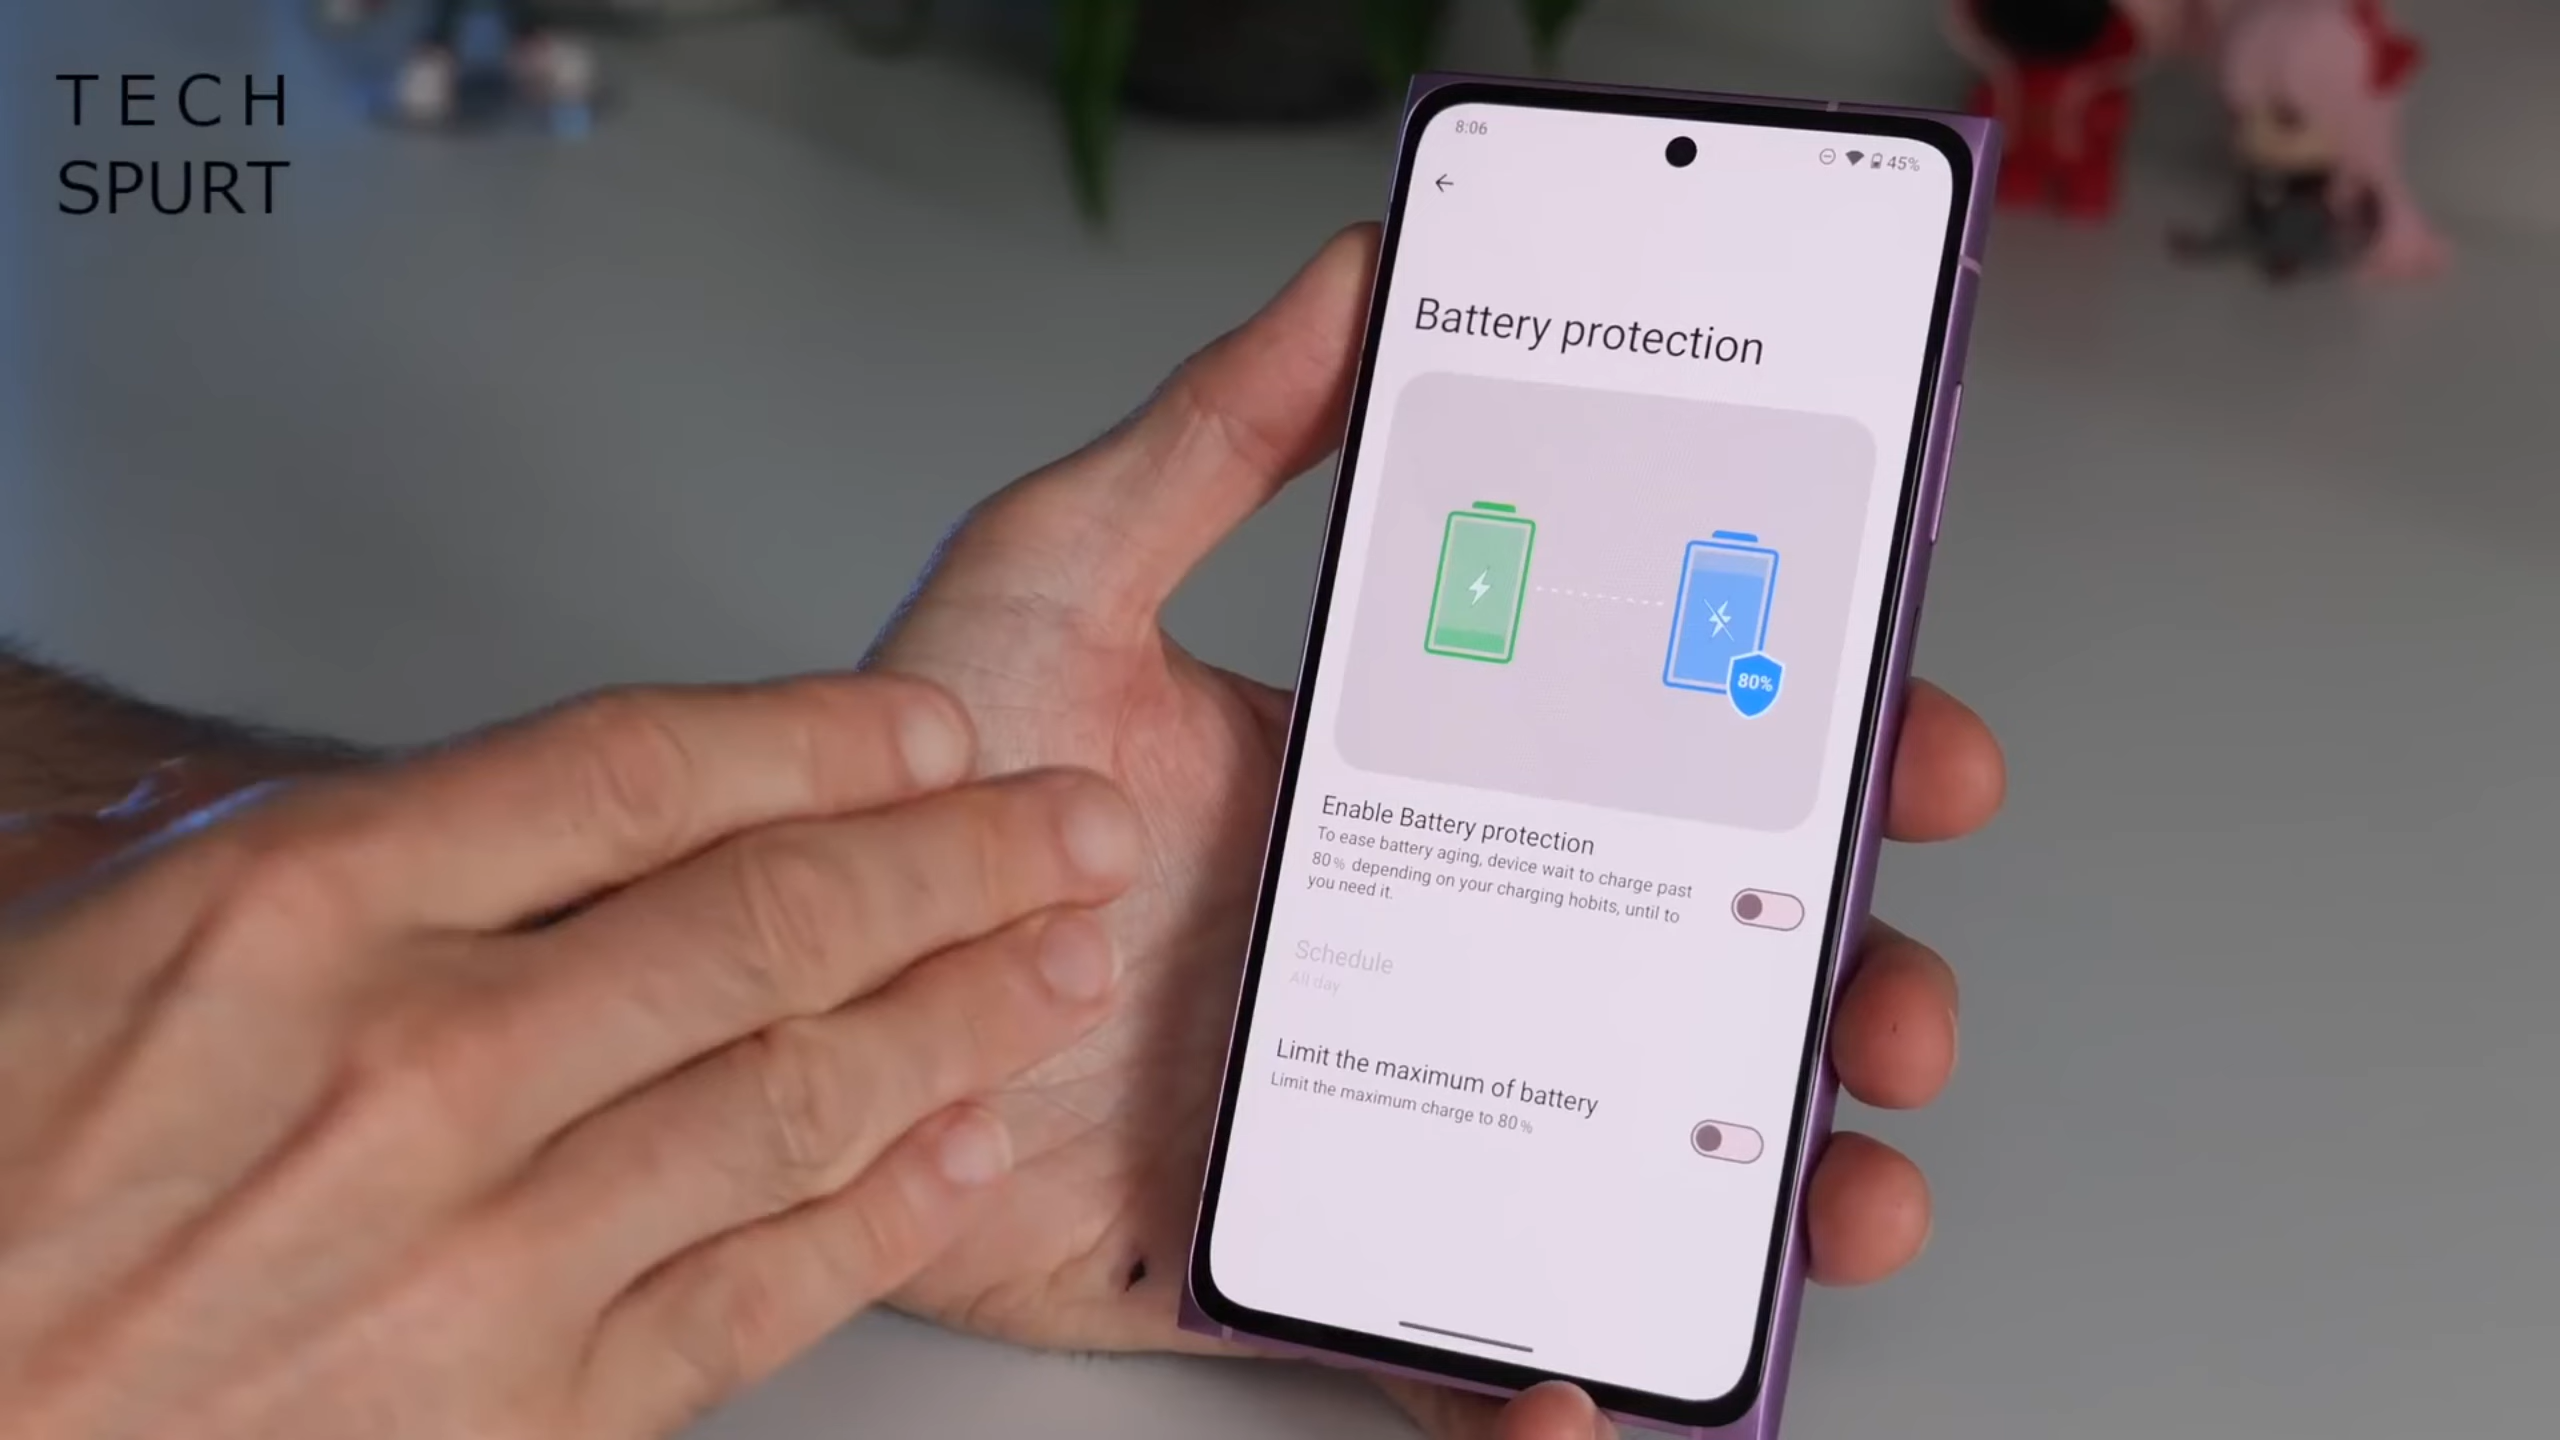 TECH
SPURT
8:06
45%
Battery protection
80%
Enable Battery protection
To ease battery aging, device wait to charge past
80% depending on your charging hobits, until to
you need it.
Schedule
All day
Limit the maximum of battery
Limit the maximum charge to 80%